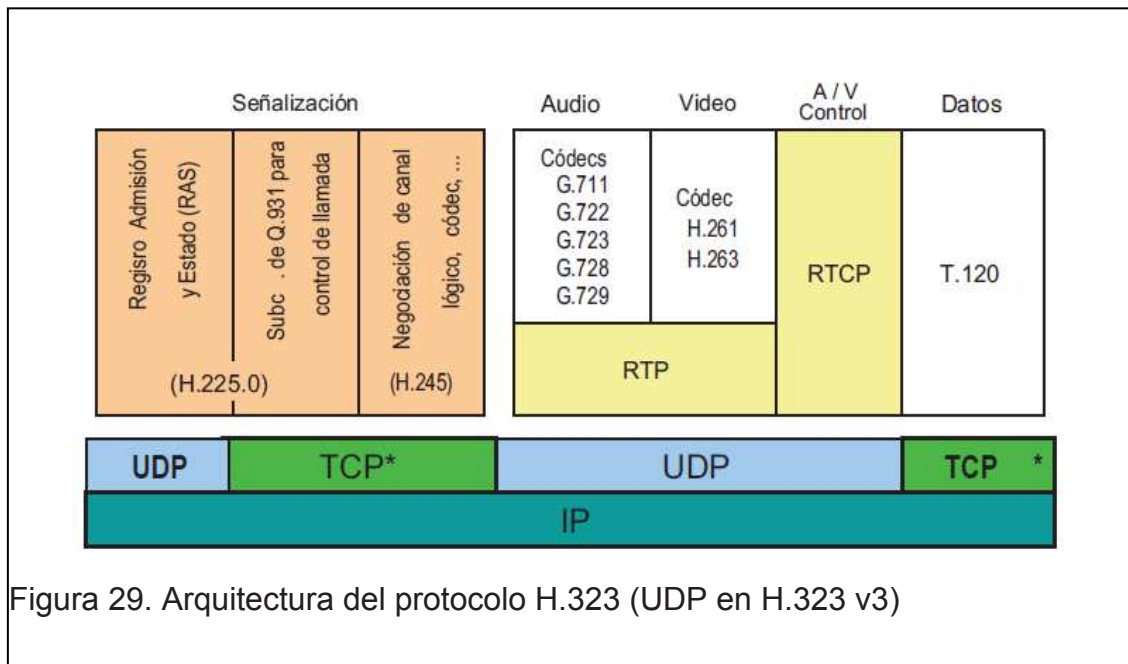 Señalización
Audio
Video
A / V
Control
Datos
Regisro Admisión
y Estado (RAS)
Subc . de Q.931 para
control de llamada
(H.225.0)
Negociación de canal
lógico, códec, ...
(H.245)
Códecs
G.711
G.722
G.723
G.728
G.729
Códec
H.261
H.263
RTP
RTCP
T.120
UDP
TCP*
UDP
TCP *
IP
Figura 29. Arquitectura del protocolo H.323 (UDP en H.323 v3)